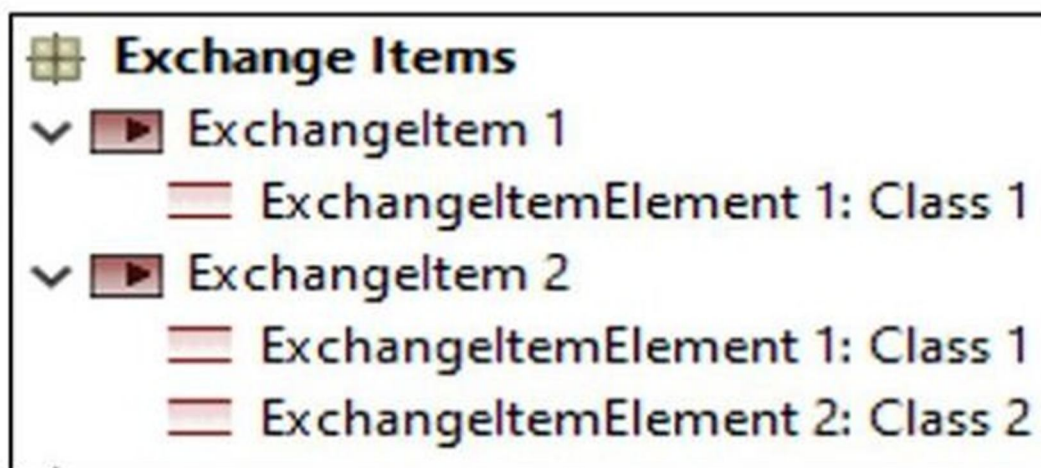 Exchange Items
ExchangeItem 1
ExchangeItemElement 1: Class 1
ExchangeItem 2
ExchangeItemElement 1: Class 1
ExchangeItemElement 2: Class 2